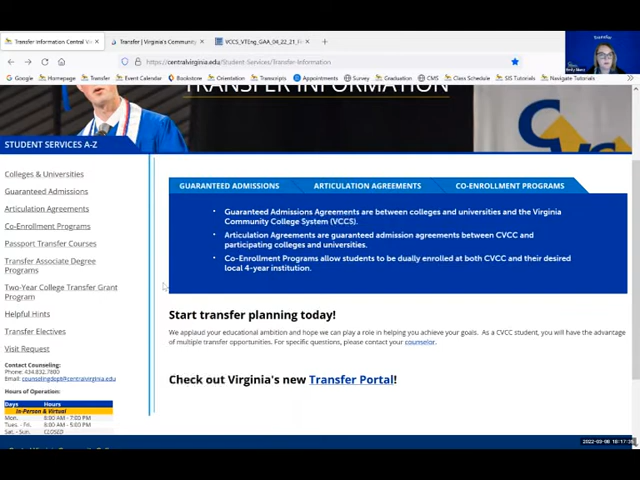 Transfer Information Central V
Transfer | Virginia's Commun
VCCS_VTEng_GAA_04_22_21_F
https://centralvirginia.edu/Student-Services/Transfer-Information
Google Homepage Transfer Event Calendar Bookstore Orientation Transcripts Appointments Survey Graduation CMS Class Schedule SIS Tutorials Navigate Tutorials
TRANSFER INFORMATION
STUDENT SERVICES A-Z
Colleges & Universities
Guaranteed Admissions
Articulation Agreements
Co-Enrollment Programs
Passport Transfer Courses
Transfer Associate Degree
Programs
Two-Year College Transfer Grant
Program
Helpful Hints
Transfer Electives
Visit Request
Contact Counseling:
Phone: 434.832.7800
Email: counselingdept@centralvirginia.edu
Hours of Operation:
Days Hours
In-Person & Virtual
Mon. 8:00 AM - 7:00 PM
Tues. - Fri. 8:00 AM - 5:00 PM
Sat. - Sun. CLOSED
GUARANTEED ADMISSIONS
ARTICULATION AGREEMENTS
CO-ENROLLMENT PROGRAMS
• Guaranteed Admissions Agreements are between colleges and universities and the Virginia
Community College System (VCCS).
• Articulation Agreements are guaranteed admission agreements between CVCC and
participating colleges and universities.
• Co-Enrollment Programs allow students to be dually enrolled at both CVCC and their desired
local 4-year institution.
Start transfer planning today!
We applaud your educational ambition and hope we can play a role in helping you achieve your goals. As a CVCC student, you will have the advantage
of multiple transfer opportunities. For specific questions, please contact your counselor.
Check out Virginia's new Transfer Portal!